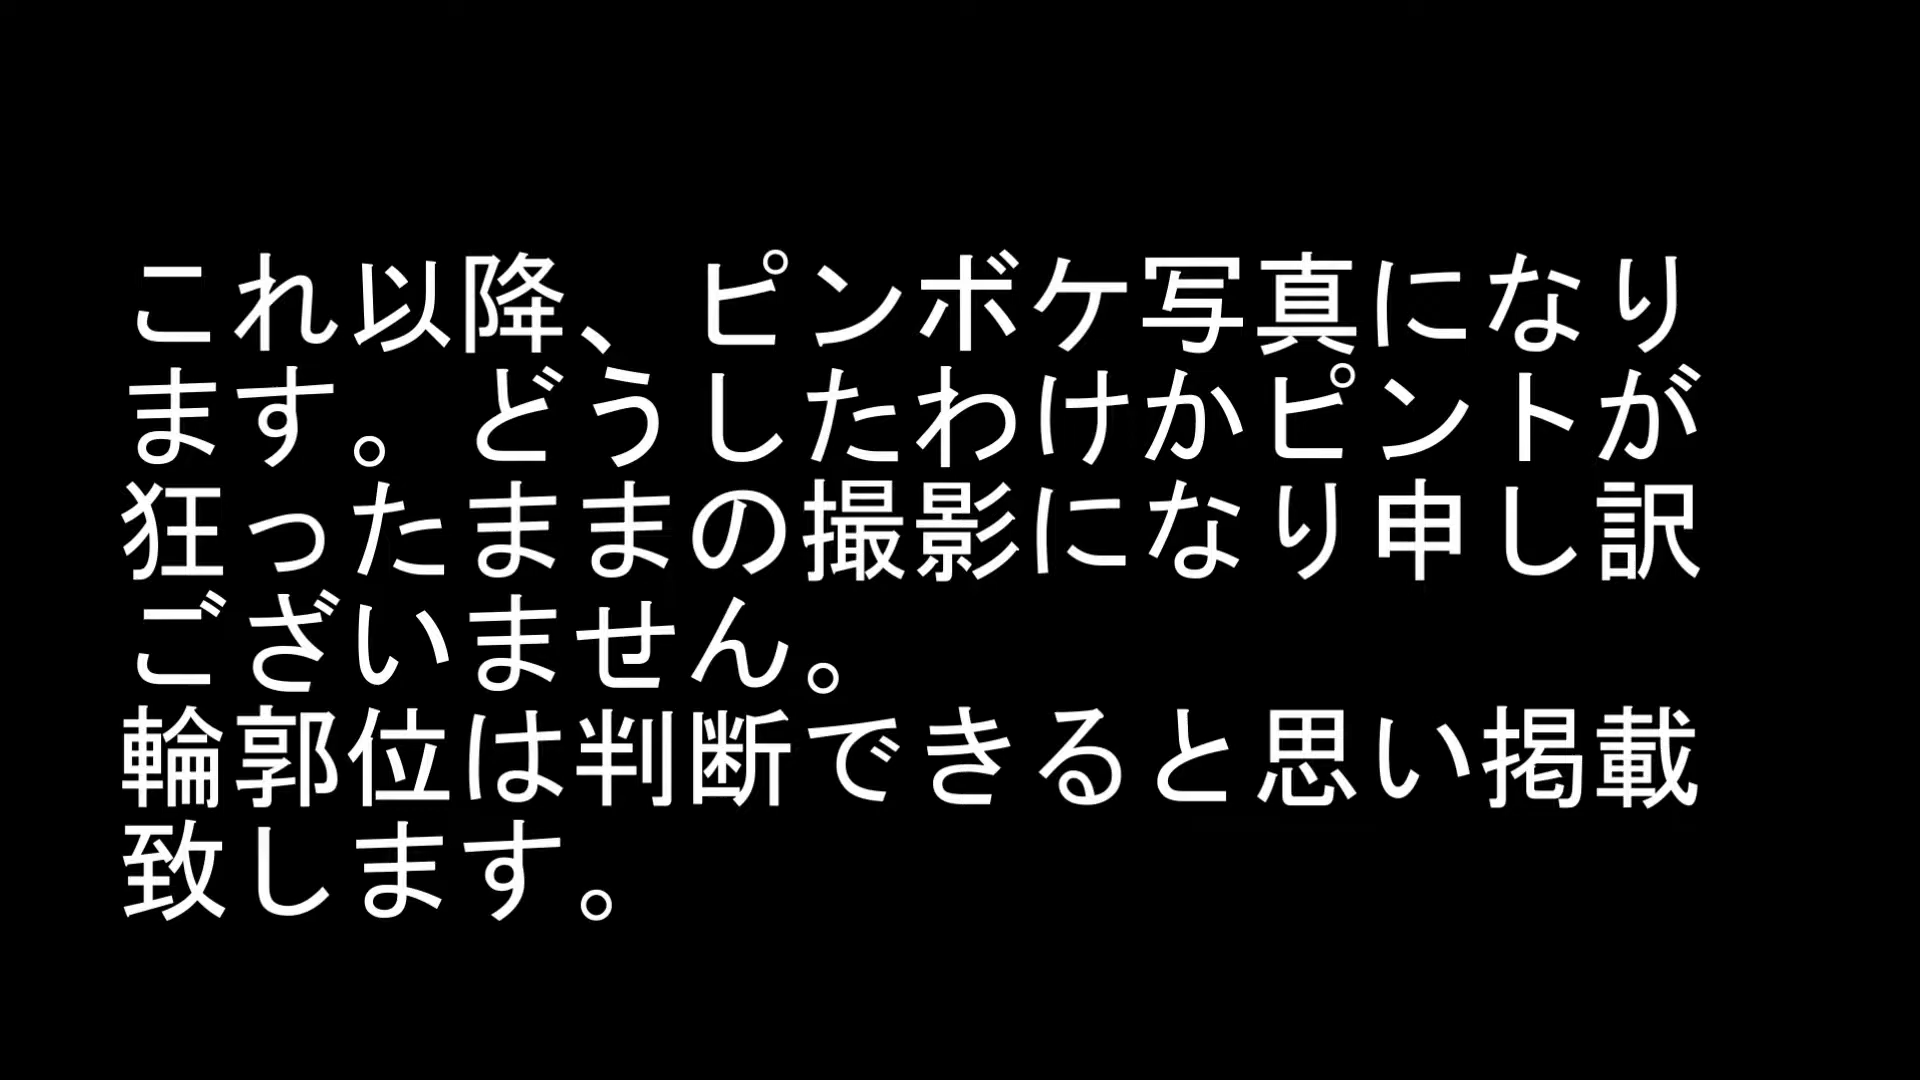 これ以降、ピンボケ写真になり
ます。どうしたわけかピントが
狂ったままの撮影になり申し訳
ございません。
輪郭位は判断できると思い掲載
致します。